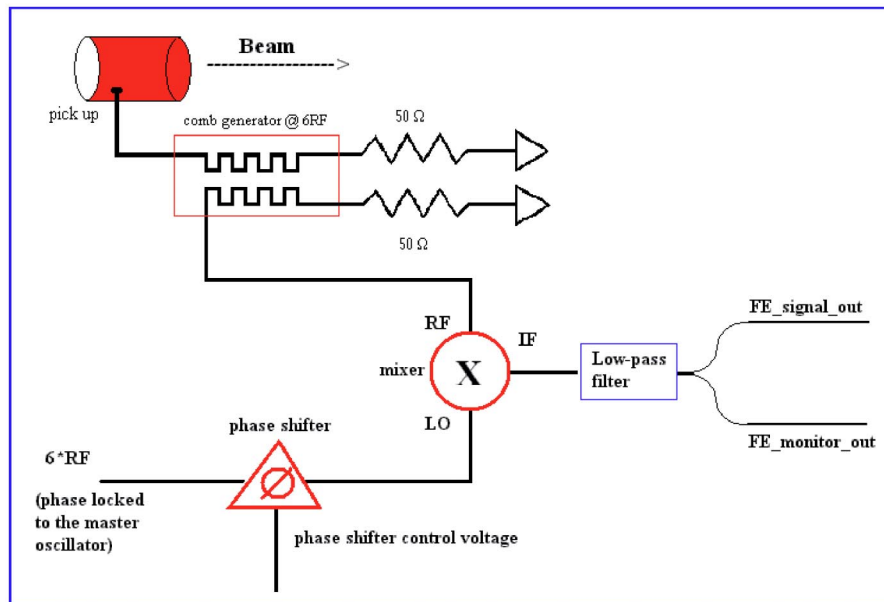 Beam
pick up
comb generator @ 6RF
50 Ω
50 Ω
RF
IF
mixer
X
LO
Low-pass
filter
FE_signal_out
FE_monitor_out
phase shifter
6*RF
(phase locked
to the master
oscillator)
phase shifter control voltage